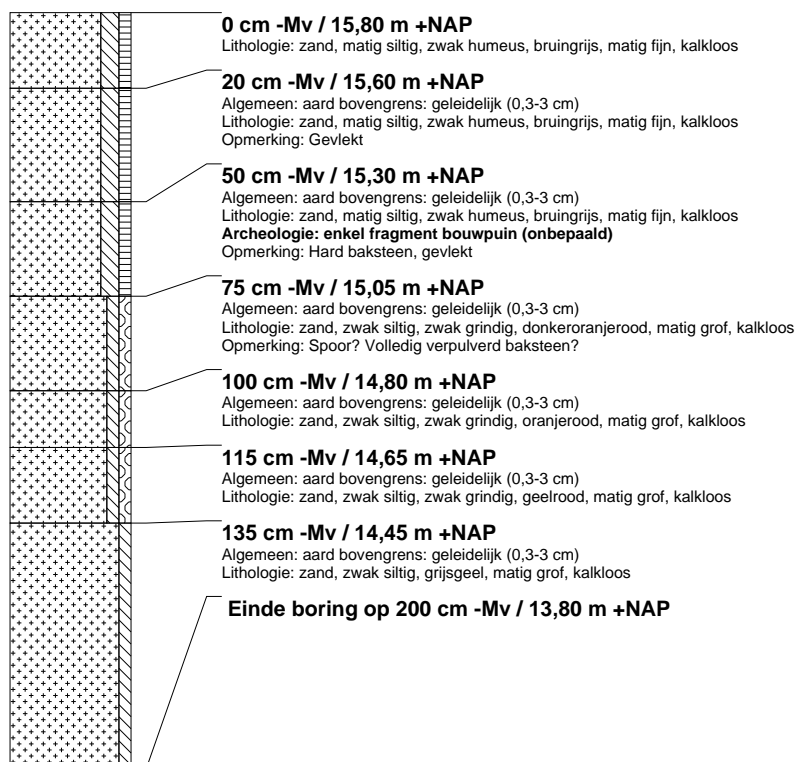 0 cm -Mv / 15,80 m +NAP
Lithologie: zand, matig siltig, zwak humeus, bruingrijs, matig fijn, kalkloos
20 cm -Mv / 15,60 m +NAP
Algemeen: aard bovengrens: geleidelijk (0,3-3 cm)
Lithologie: zand, matig siltig, zwak humeus, bruingrijs, matig fijn, kalkloos
Opmerking: Gevlekt
50 cm -Mv / 15,30 m +NAP
Algemeen: aard bovengrens: geleidelijk (0,3-3 cm)
Lithologie: zand, matig siltig, zwak humeus, bruingrijs, matig fijn, kalkloos
Archeologie: enkel fragment bouwpuin (onbepaald)
Opmerking: Hard baksteen, gevlekt
75 cm -Mv / 15,05 m +NAP
Algemeen: aard bovengrens: geleidelijk (0,3-3 cm)
Lithologie: zand, zwak siltig, zwak grindig, donkeroranjerood, matig grof, kalkloos
Opmerking: Spoor? Volledig verpulverd baksteen?
100 cm -Mv / 14,80 m +NAP
Algemeen: aard bovengrens: geleidelijk (0,3-3 cm)
Lithologie: zand, zwak siltig, zwak grindig, oranjerood, matig grof, kalkloos
115 cm -Mv / 14,65 m +NAP
Algemeen: aard bovengrens: geleidelijk (0,3-3 cm)
Lithologie: zand, zwak siltig, zwak grindig, geelrood, matig grof, kalkloos
135 cm -Mv / 14,45 m +NAP
Algemeen: aard bovengrens: geleidelijk (0,3-3 cm)
Lithologie: zand, zwak siltig, grijsgeel, matig grof, kalkloos
Einde boring op 200 cm -Mv / 13,80 m +NAP